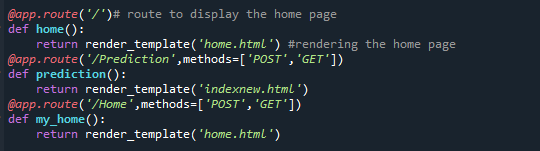 @app.route('/')# route to display the home page
def home():
    return render_template('home.html') #rendering the home page
@app.route('/Prediction',methods=['POST','GET'])
def prediction():
    return render_template('indexnew.html')
@app.route('/Home',methods=['POST','GET'])
def my_home():
    return render_template('home.html')